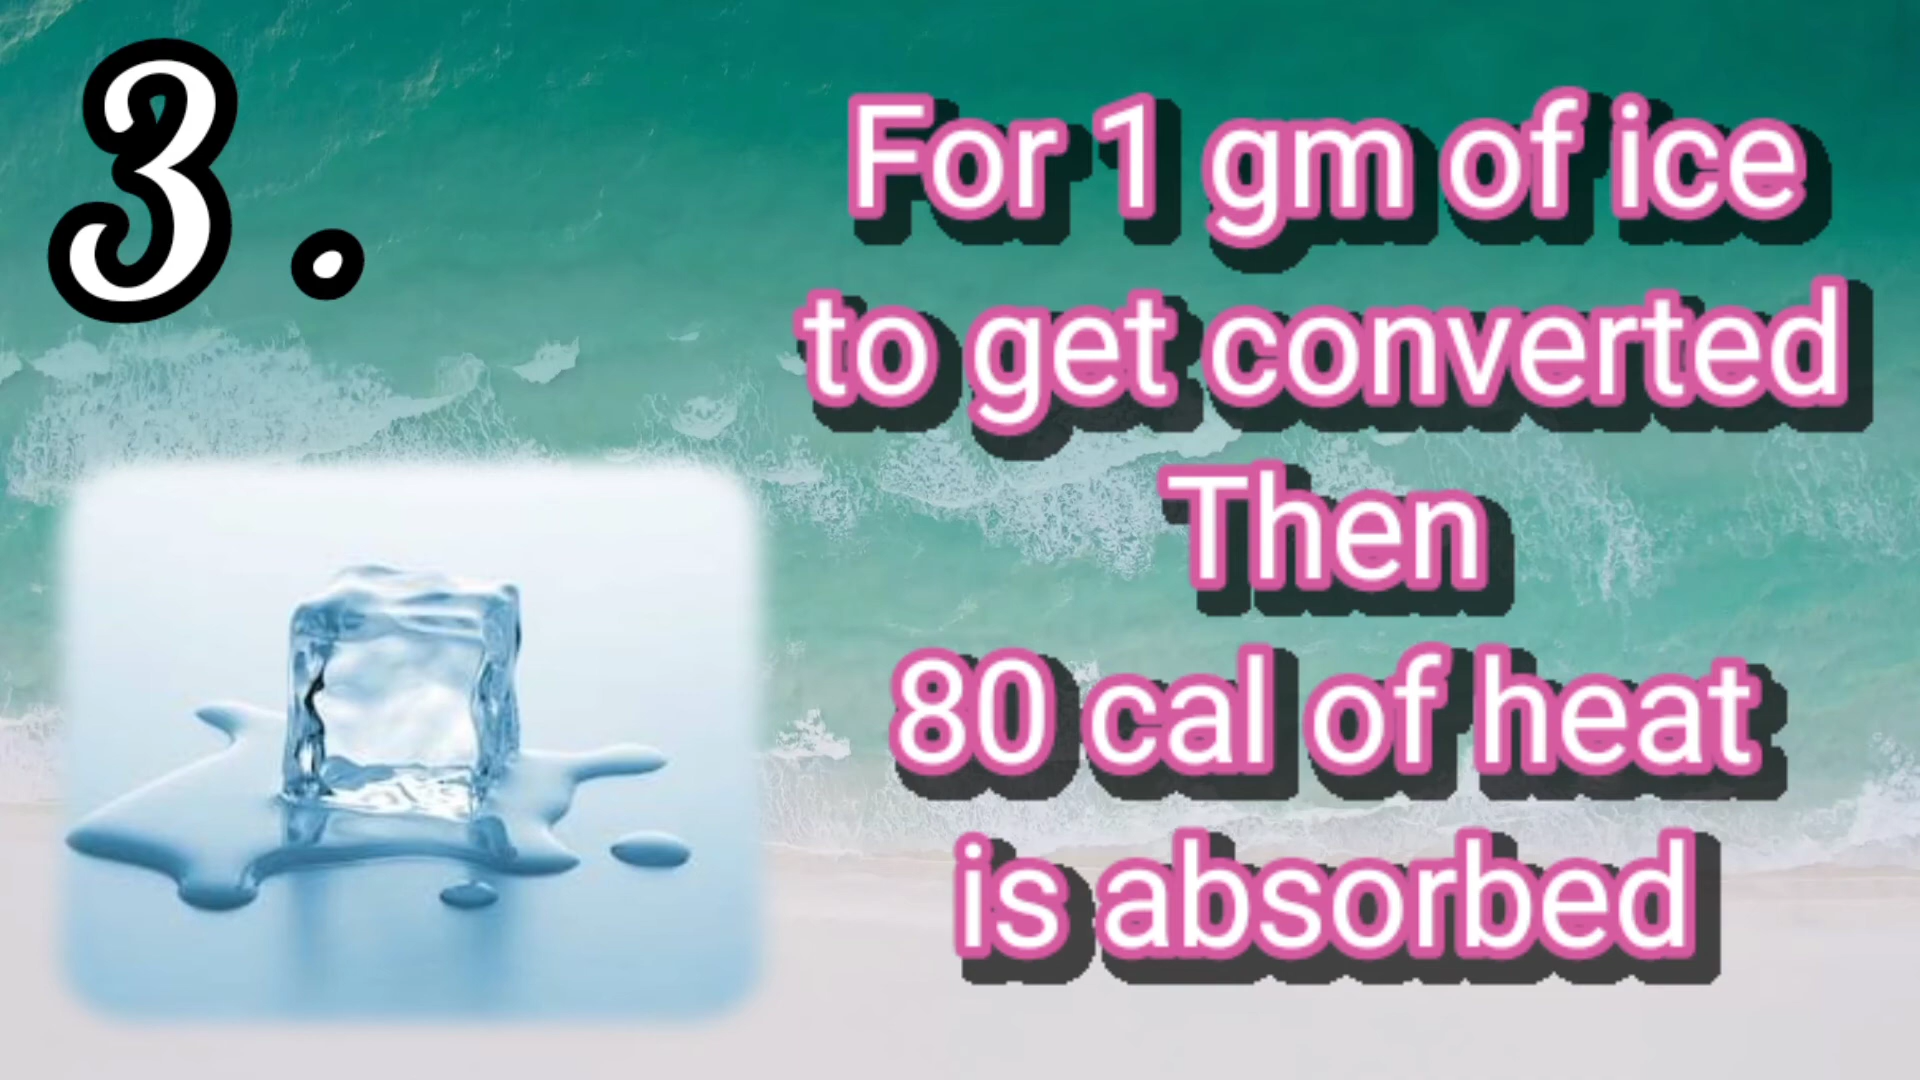 3.
For 1 gm of ice
to get converted
Then
80 cal of heat
is absorbed